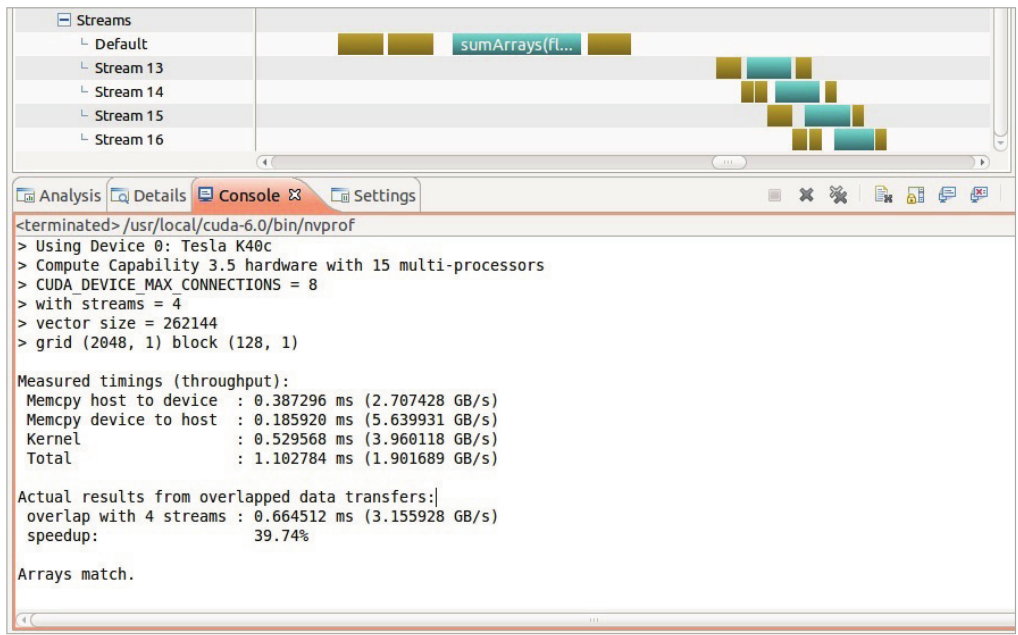 Streams
Default
sumArrays(fl...
Stream 13
Stream 14
Stream 15
Stream 16
Analysis Details Console Settings
<terminated> /usr/local/cuda-6.0/bin/nvprof
> Using Device 0: Tesla K40c
> Compute Capability 3.5 hardware with 15 multi-processors
> CUDA_DEVICE_MAX_CONNECTIONS = 8
> with streams = 4
> vector size = 262144
> grid (2048, 1) block (128, 1)
Measured timings (throughput):
Memcpy host to device : 0.387296 ms (2.707428 GB/s)
Memcpy device to host : 0.185920 ms (5.639931 GB/s)
Kernel : 0.529568 ms (3.960118 GB/s)
Total : 1.102784 ms (1.901689 GB/s)
Actual results from overlapped data transfers:
overlap with 4 streams : 0.664512 ms (3.155928 GB/s)
speedup: 39.74%
Arrays match.